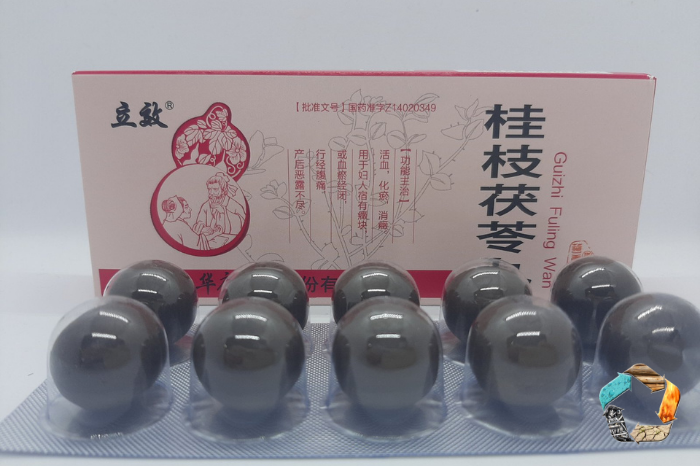 立效®
【批准文号】国药准字Z14020349
桂枝茯苓
Guizhi Fuling Wan
【功能主治】
活血,化瘀,消癥。
用于妇人宿有癥块,
或血瘀经闭,
行经腹痛,
产后恶露不尽。
份有